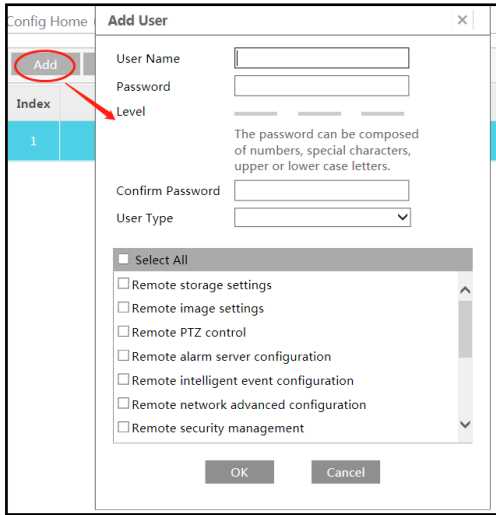 Config Home
Add User
Add
Index
1
User Name
Password
Level
The password can be composed
of numbers, special characters,
upper or lower case letters.
Confirm Password
User Type
Select All
Remote storage settings
Remote image settings
Remote PTZ control
Remote alarm server configuration
Remote intelligent event configuration
Remote network advanced configuration
Remote security management
OK
Cancel